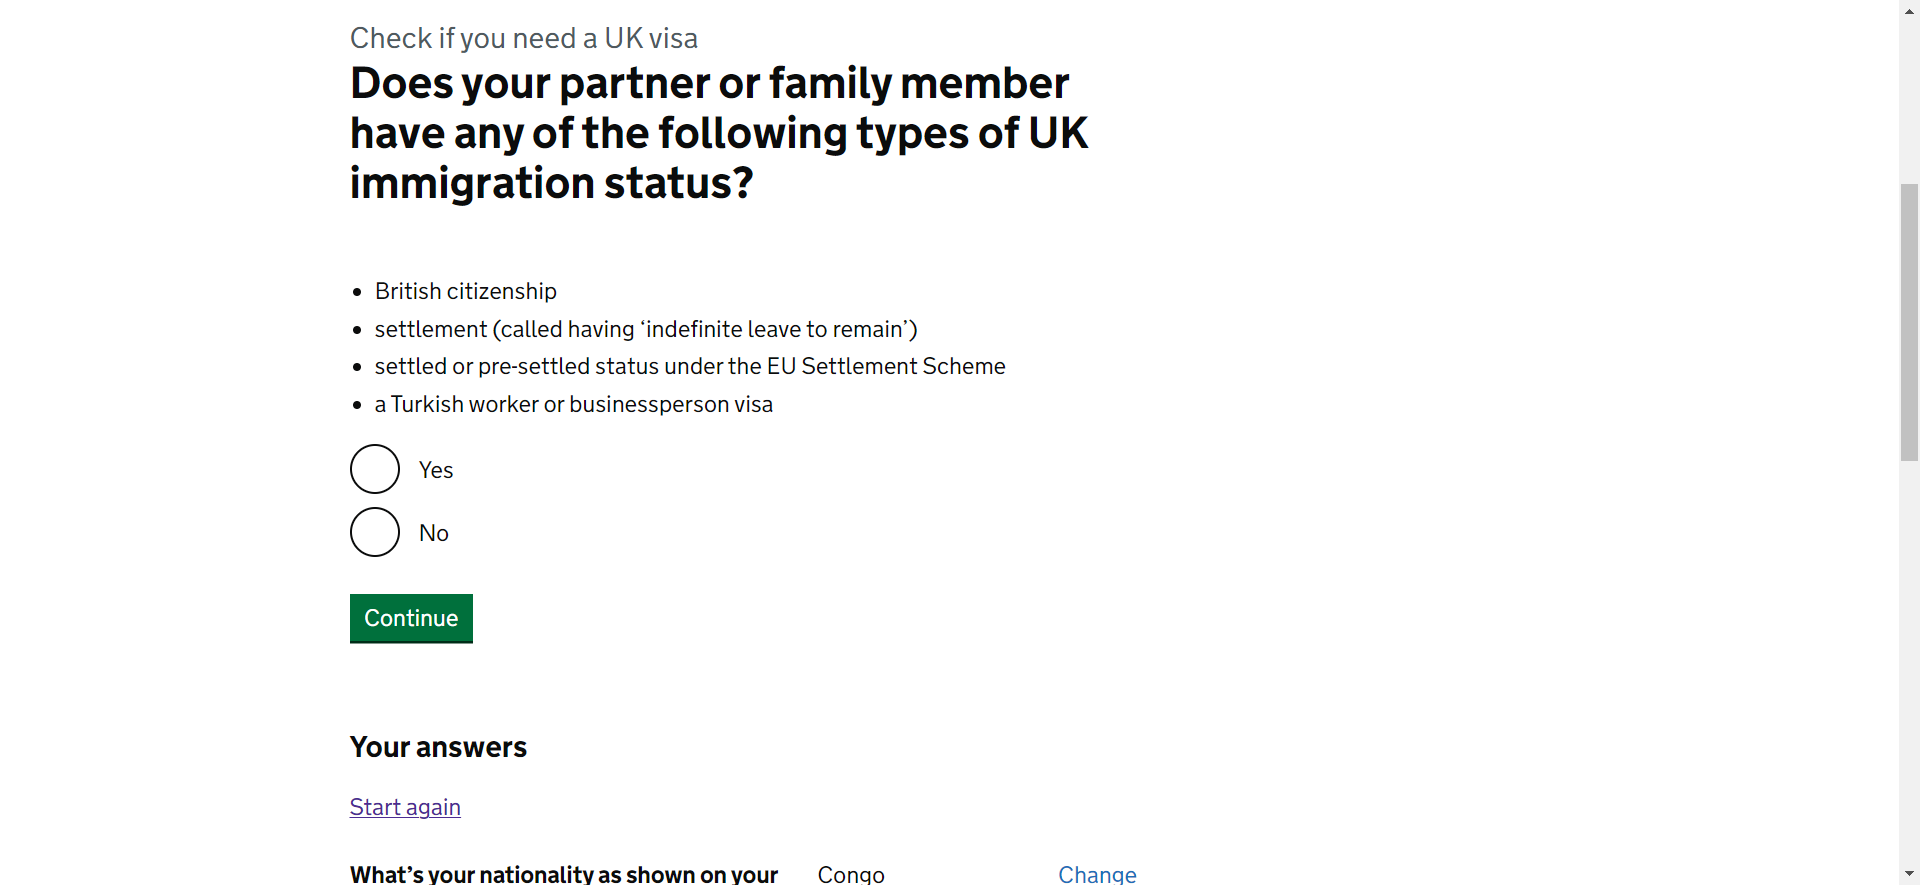 Check if you need a UK visa
Does your partner or family member
have any of the following types of UK
immigration status?
• British citizenship
• settlement (called having ‘indefinite leave to remain’)
• settled or pre-settled status under the EU Settlement Scheme
• a Turkish worker or businessperson visa
Yes
No
Continue
Your answers
Start again
What’s your nationality as shown on your Congo Change